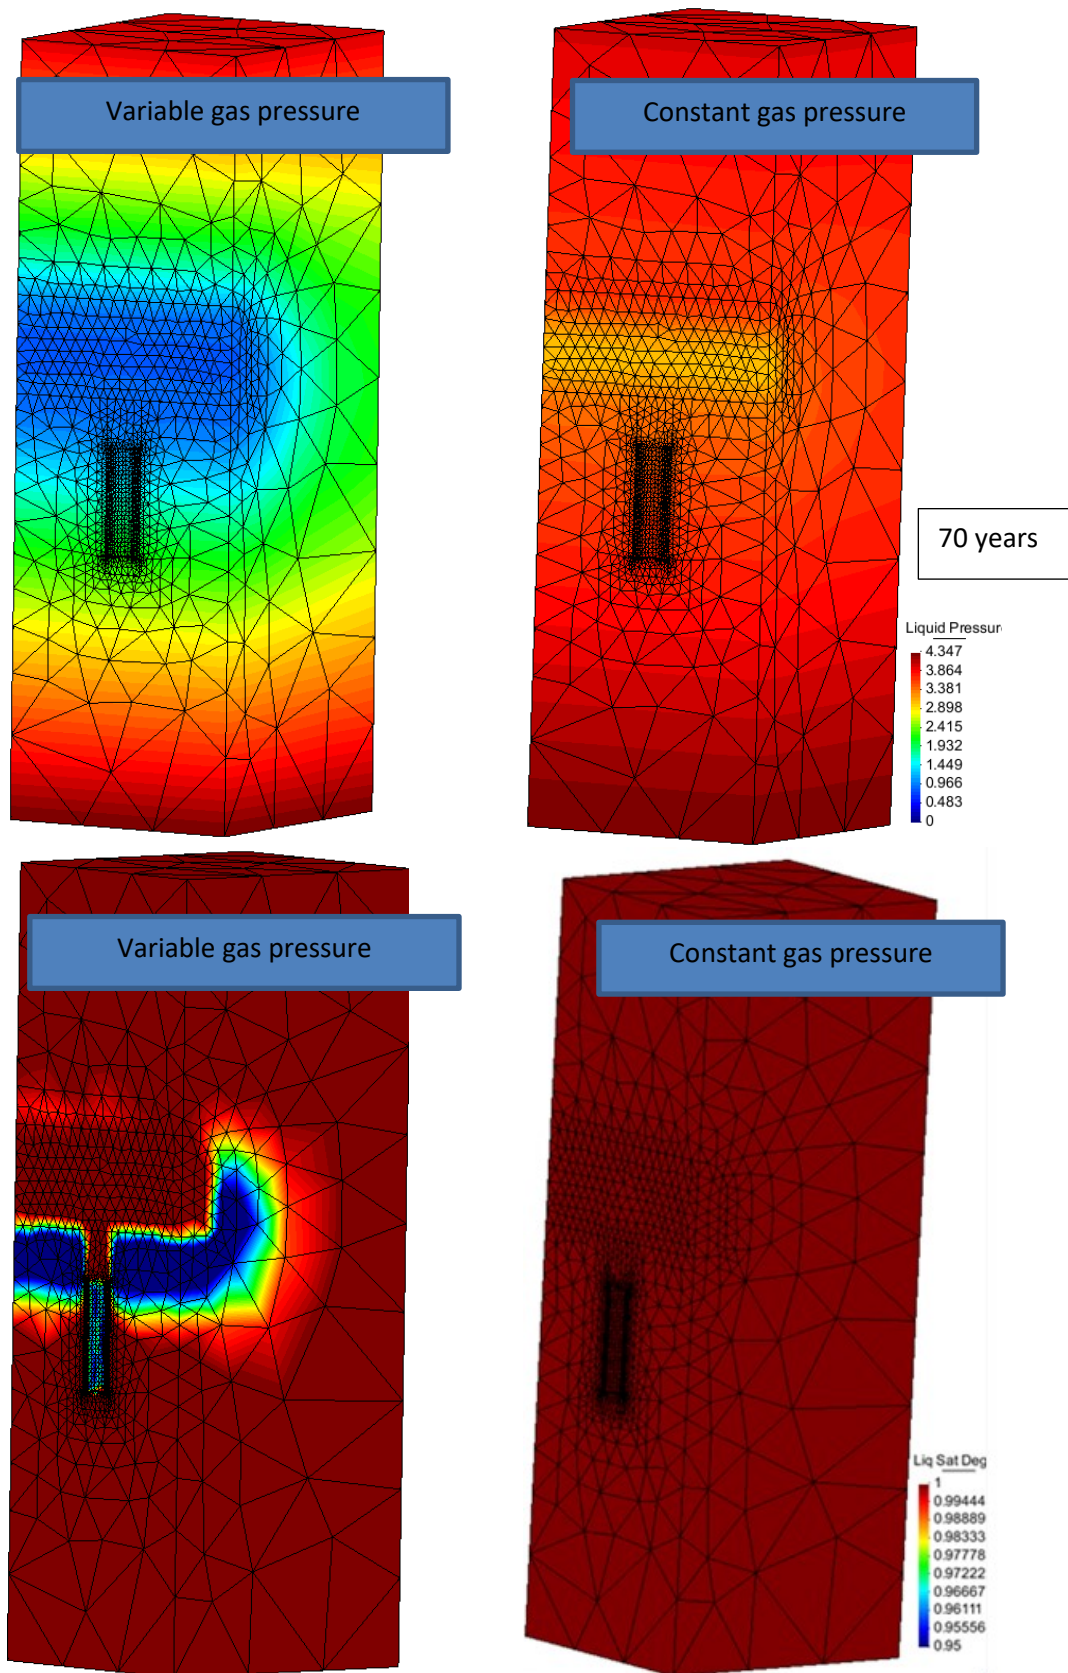 Variable gas pressure
Constant gas pressure
70 years
Liquid Pressur
4.347
3.864
3.381
2.898
2.415
1.932
1.449
0.966
0.483
0
Variable gas pressure
Constant gas pressure
Liq Sat Deg
1
0.99444
0.98889
0.98333
0.97778
0.97222
0.96667
0.96111
0.95556
0.95